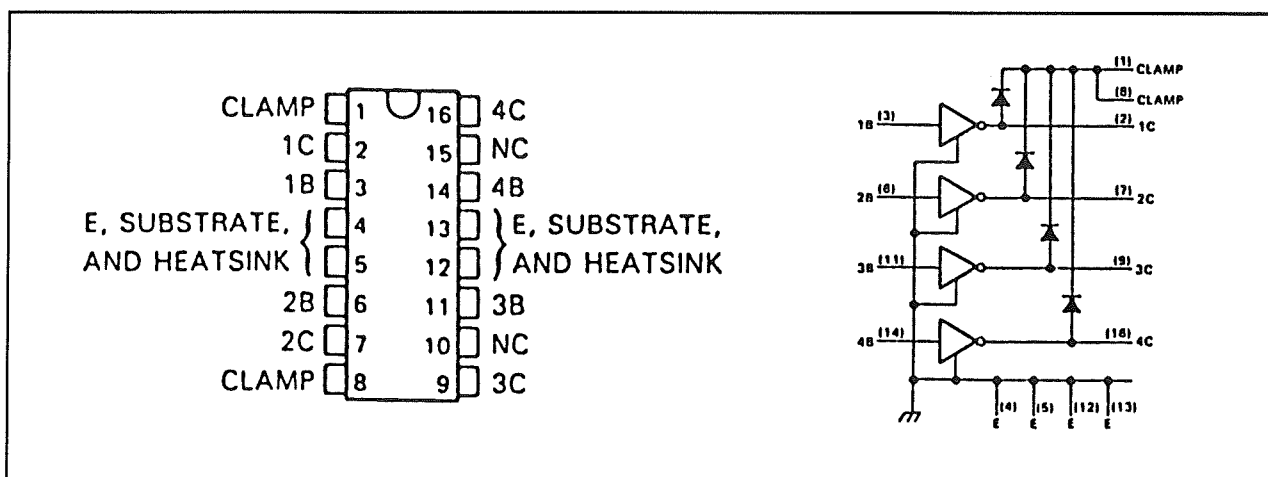 CLAMP 1 16 4C
1C 2 15 NC
1B 3 14 4B
E, SUBSTRATE, 4 13 E, SUBSTRATE,
AND HEATSINK 5 12 AND HEATSINK
2B 6 11 3B
2C 7 10 NC
CLAMP 8 9 3C
(1) CLAMP
(8) CLAMP
1B (3) (2) 1C
2B (6) (7) 2C
3B (11) (9) 3C
4B (14) (16) 4C
(4) (5) (12) (13)
E E E E